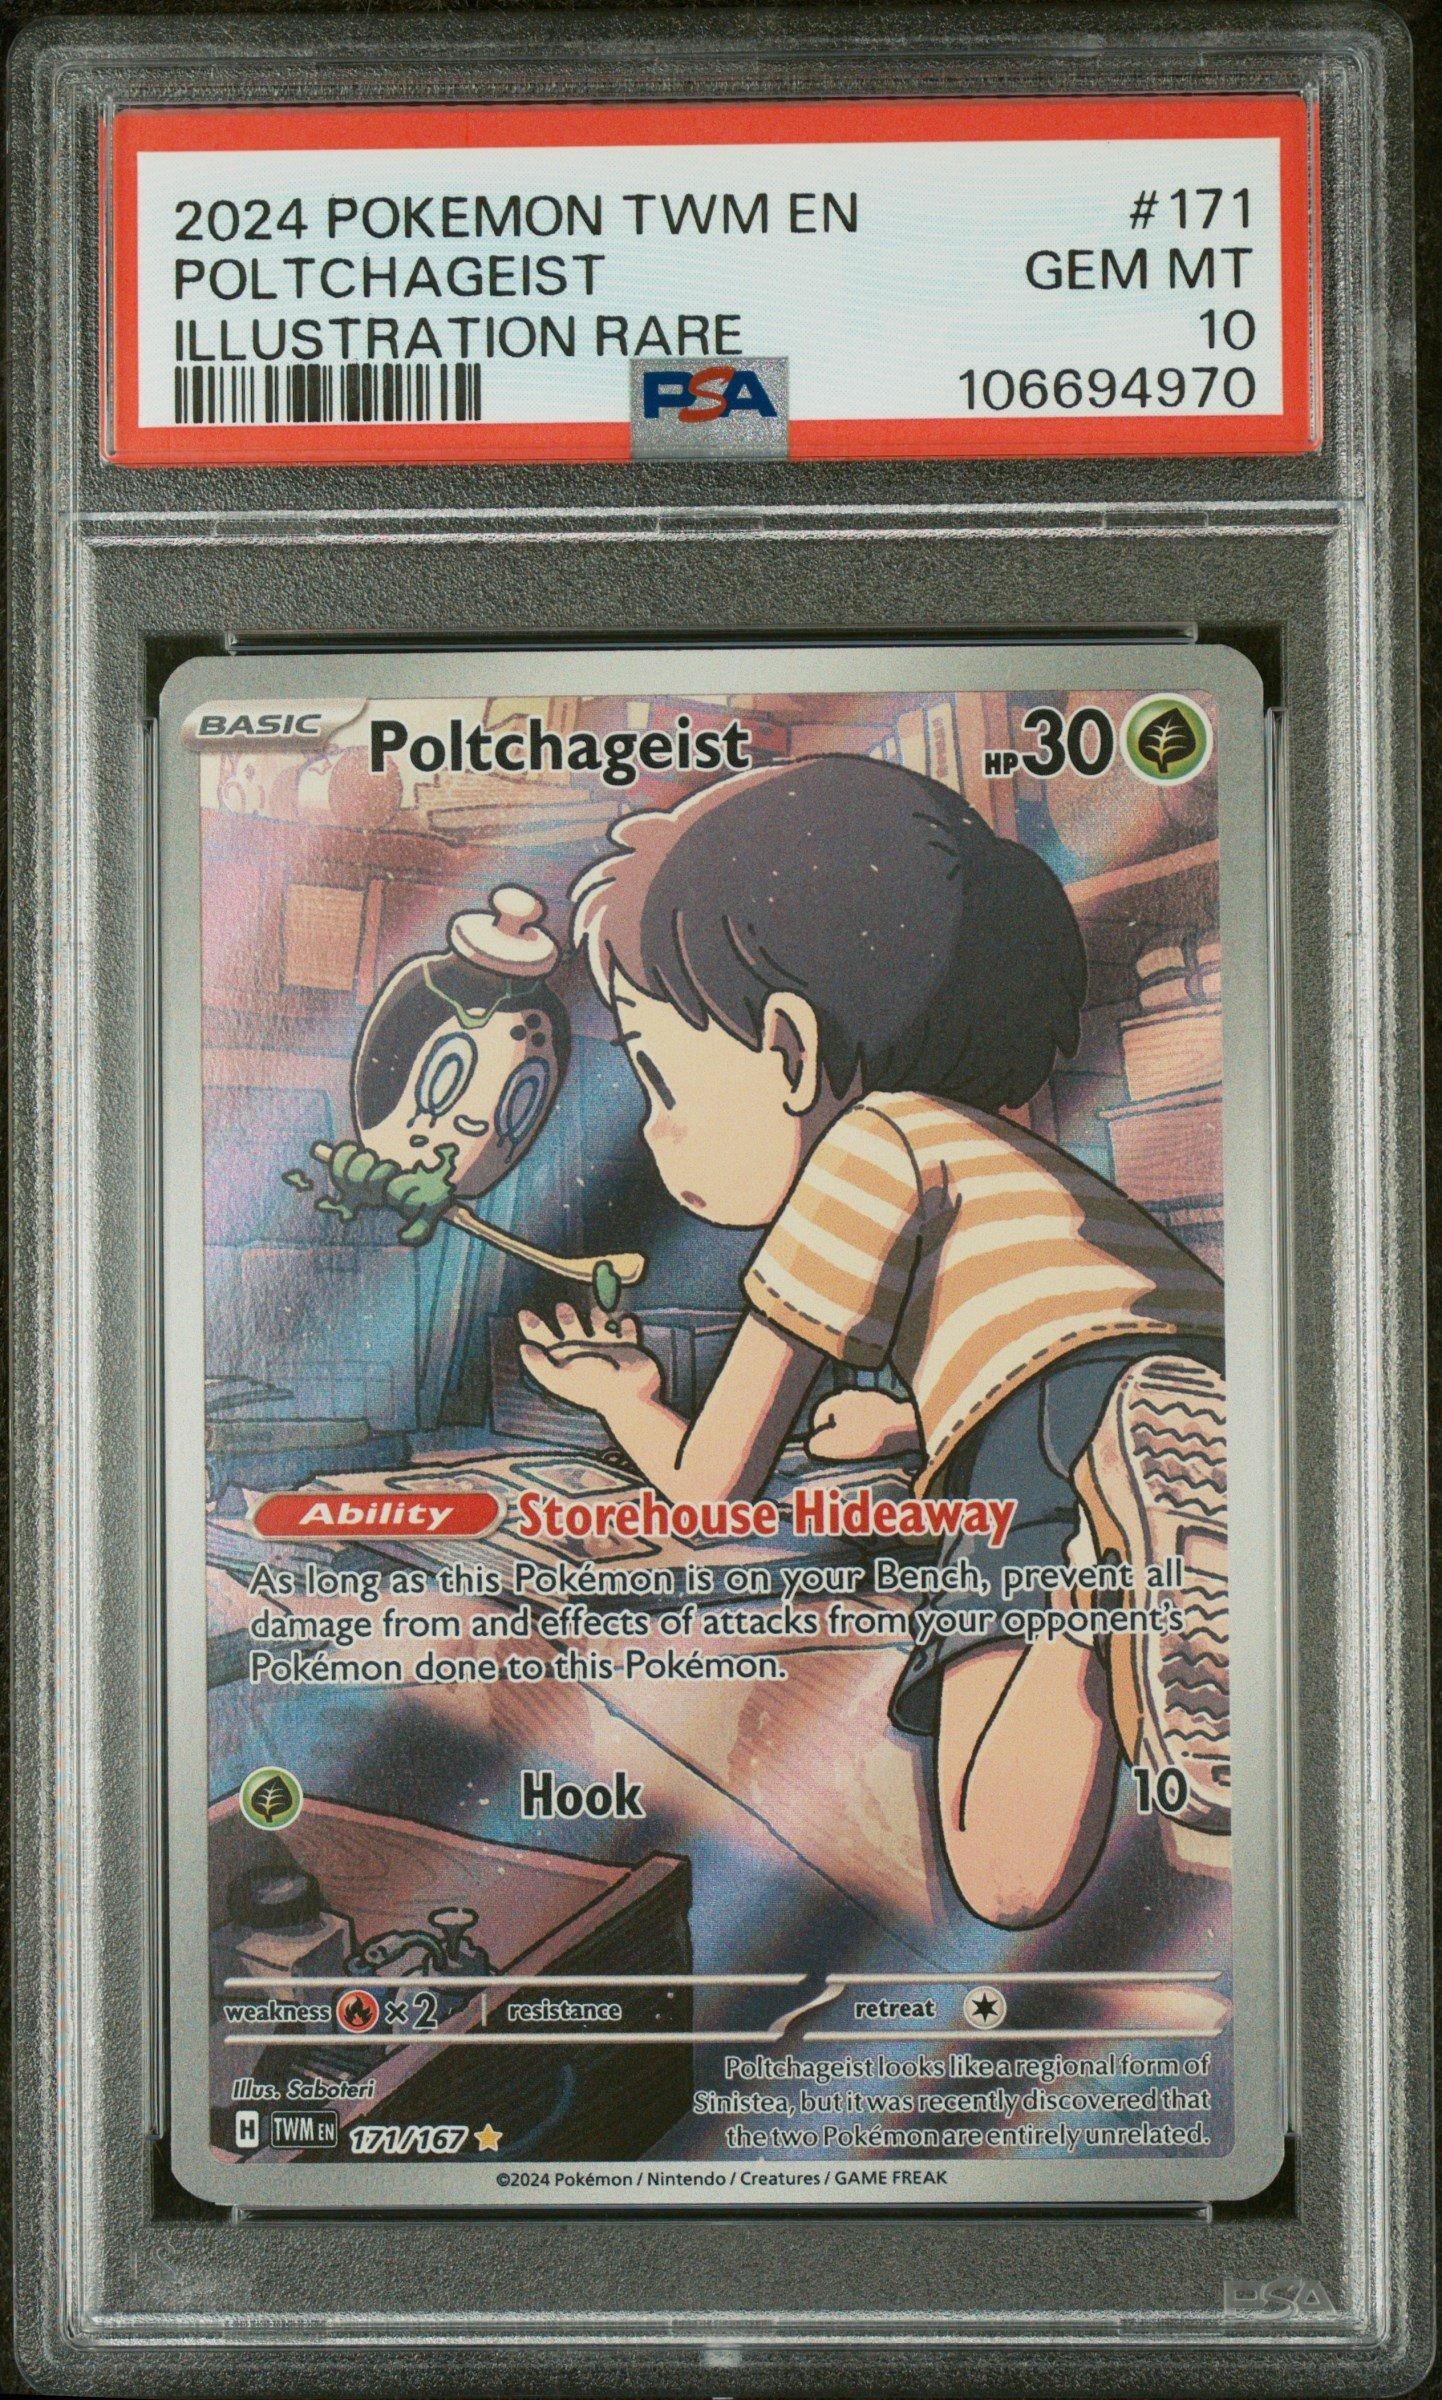 2024 POKEMON TWM EN #171
POLTCHAGEIST GEM MT
ILLUSTRATION RARE 10
PSA 106694970
BASIC Poltchageist HP 30
Ability Storehouse Hideaway
As long as this Pokémon is on your Bench, prevent all
damage from and effects of attacks from your opponent's
Pokémon done to this Pokémon.
Hook 10
weakness ×2 resistance retreat
Poltchageist looks like a regional form of
Sinistea, but it was recently discovered that
the two Pokémon are entirely unrelated.
Illus. Saboteri
H TWM EN 171/167
©2024 Pokémon / Nintendo / Creatures / GAME FREAK
PSA